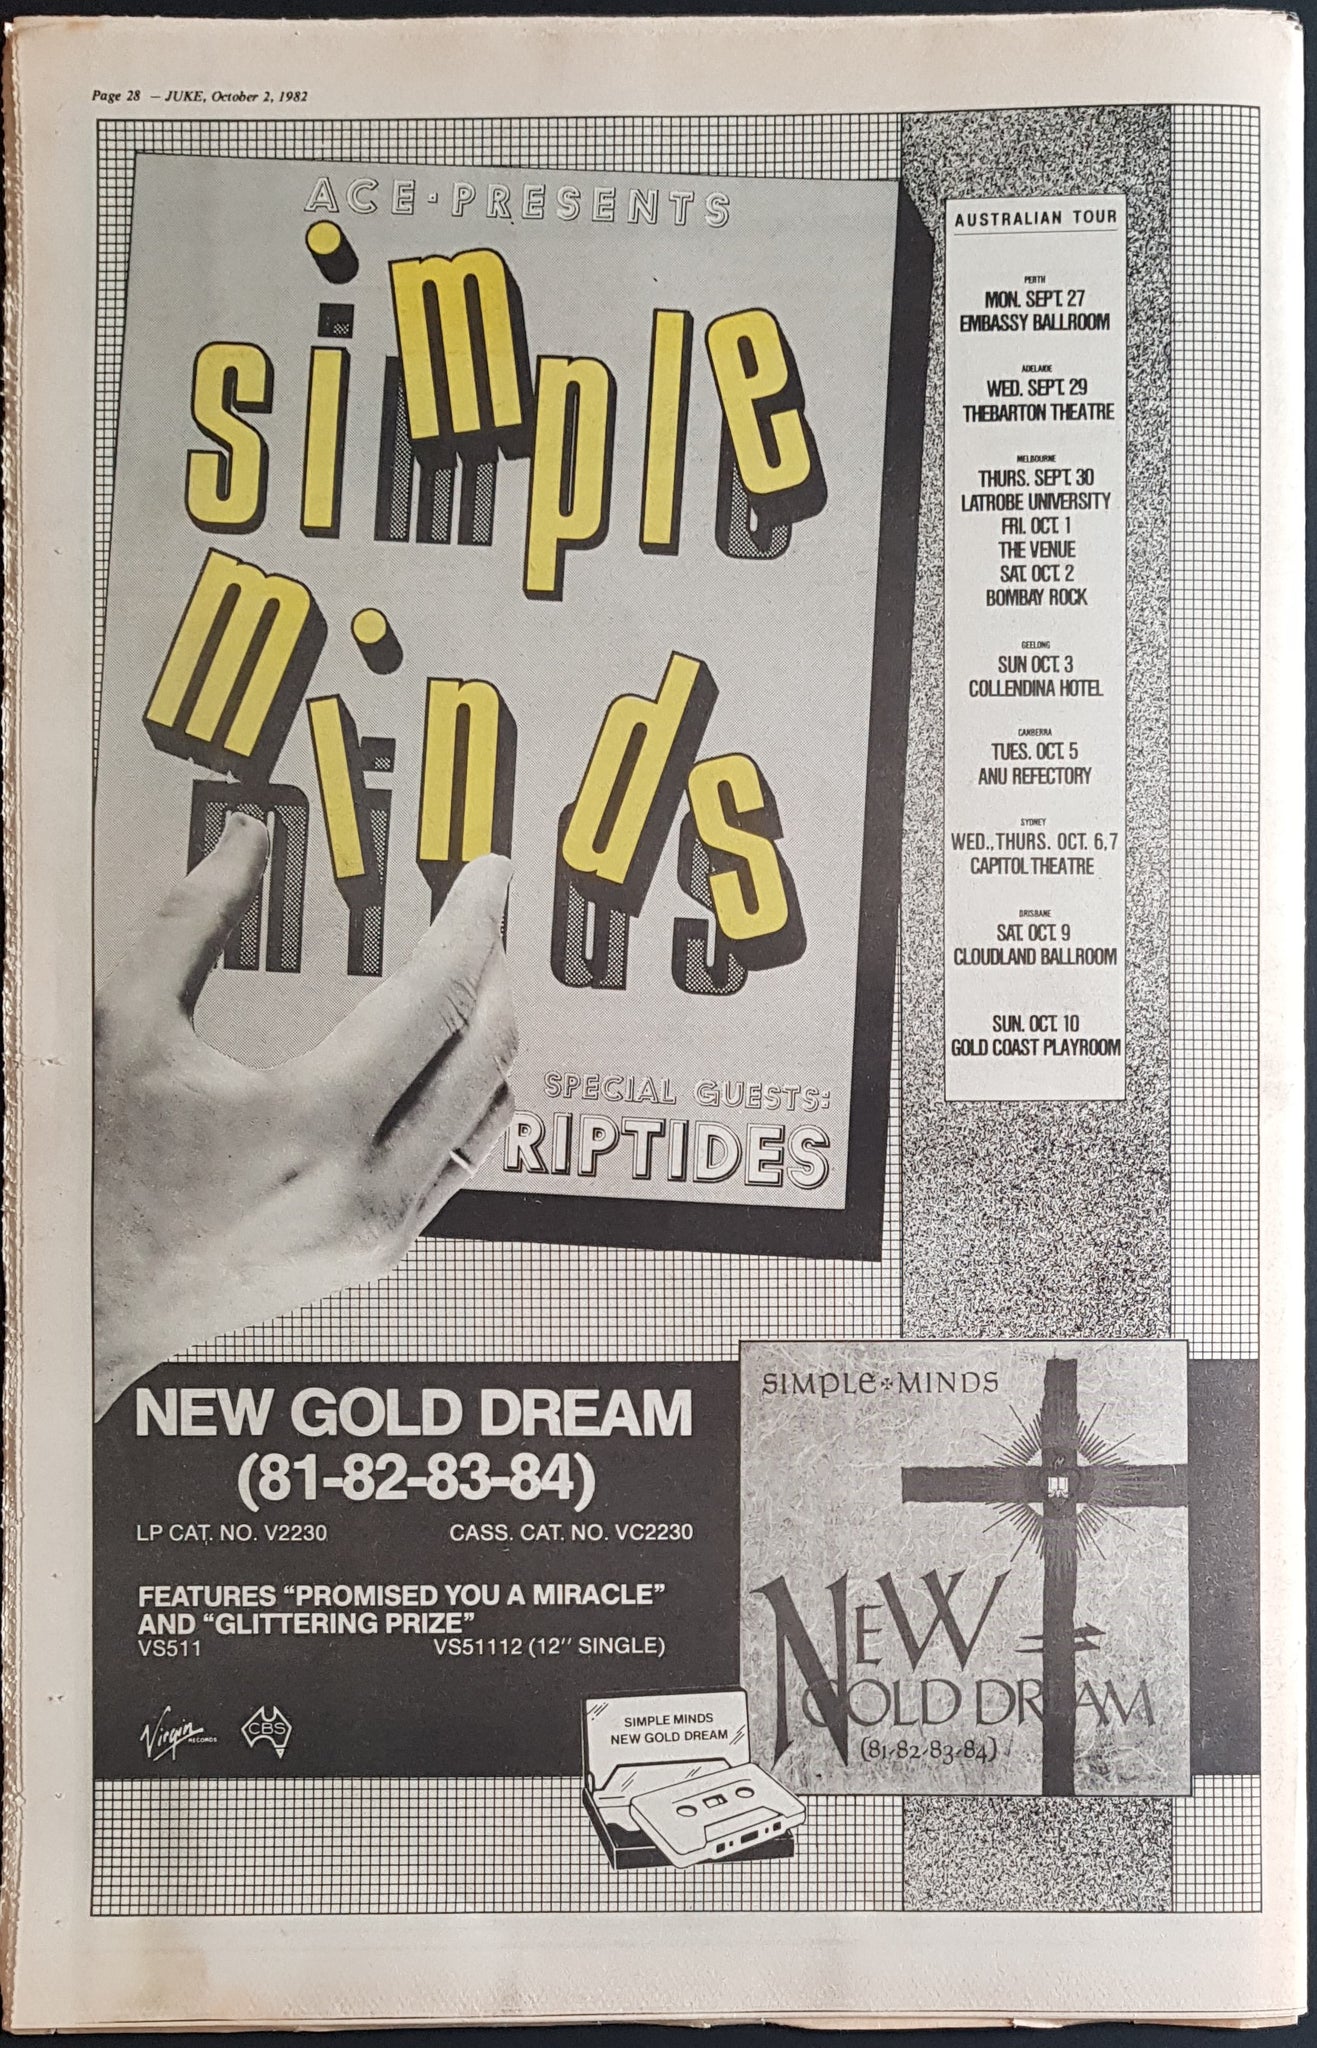 Page 28 — JUKE, October 2, 1982
ACE · PRESENTS
simple
minds
SPECIAL GUESTS:
RIPTIDES
AUSTRALIAN TOUR
PERTH
MON. SEPT. 27
EMBASSY BALLROOM
ADELAIDE
WED. SEPT. 29
THEBARTON THEATRE
MELBOURNE
THURS. SEPT. 30
LATROBE UNIVERSITY
FRI. OCT. 1
THE VENUE
SAT. OCT. 2
BOMBAY ROCK
GEELONG
SUN OCT. 3
COLLENDINA HOTEL
CANBERRA
TUES. OCT. 5
ANU REFECTORY
SYDNEY
WED., THURS. OCT. 6,7
CAPITOL THEATRE
BRISBANE
SAT. OCT. 9
CLOUDLAND BALLROOM
SUN. OCT. 10
GOLD COAST PLAYROOM
NEW GOLD DREAM
(81-82-83-84)
LP CAT. NO. V2230 CASS. CAT. NO. VC2230
FEATURES “PROMISED YOU A MIRACLE”
AND “GLITTERING PRIZE”
VS511 VS51112 (12″ SINGLE)
Virgin RECORDS
CBS
SIMPLE MINDS
NEW GOLD DREAM
SIMPLE MINDS
NEW
GOLD DREAM
(81-82-83-84)